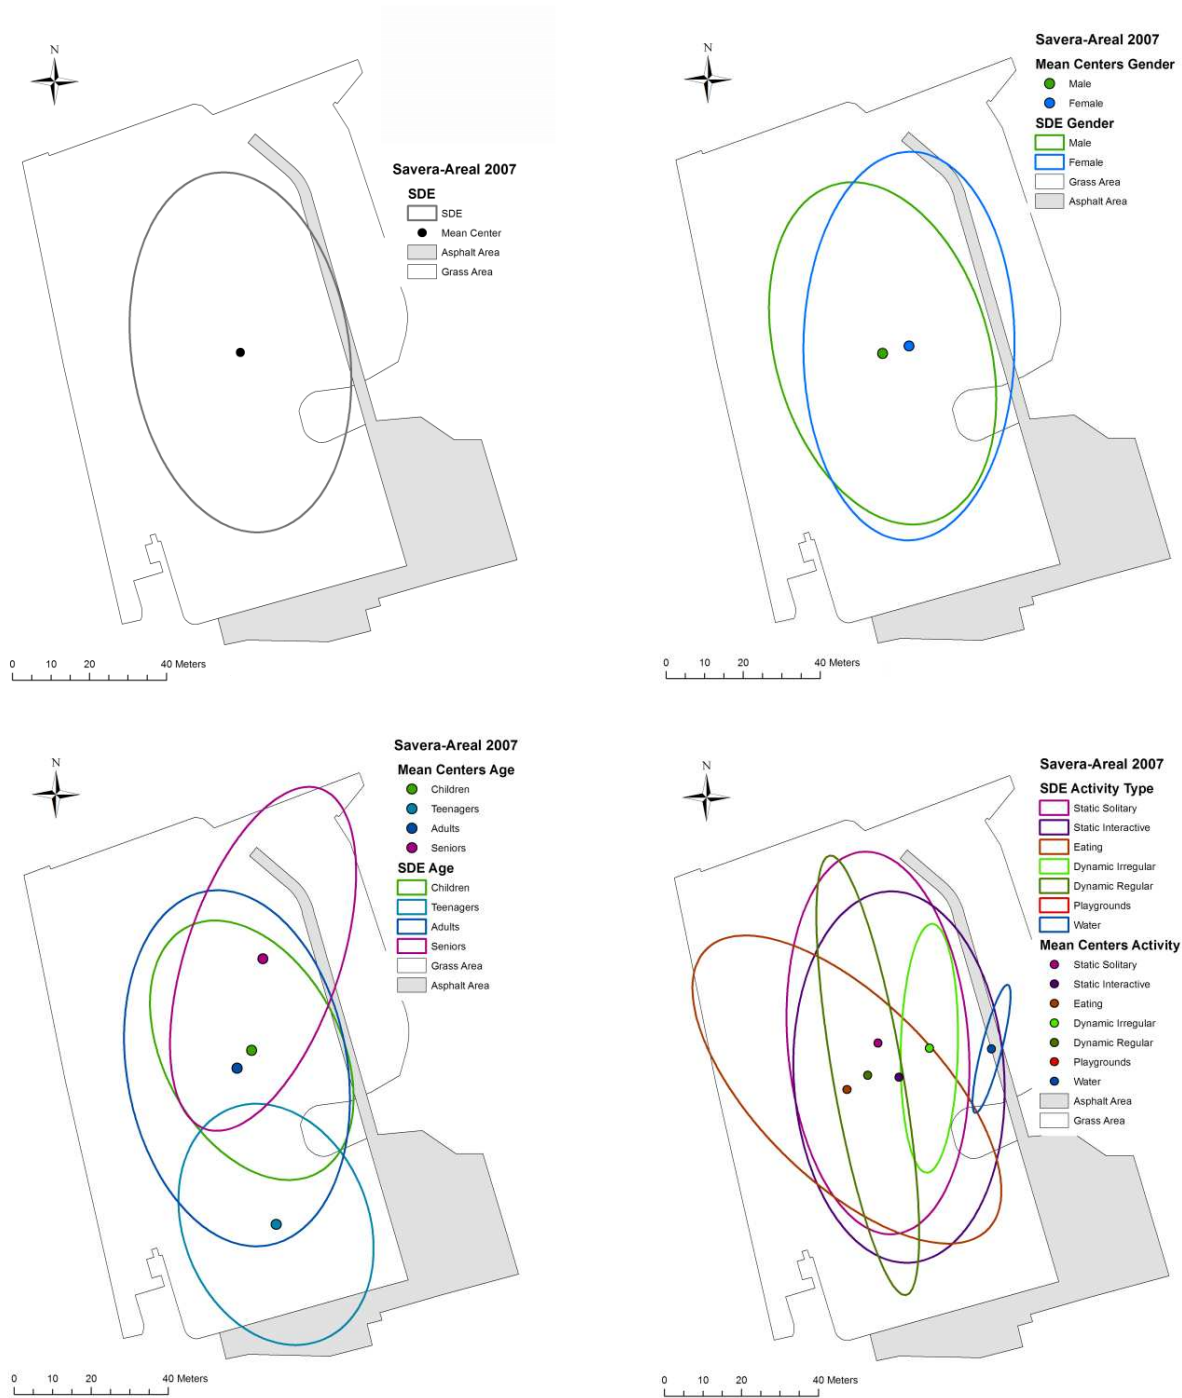 N
Savera-Areal 2007
SDE
SDE
Mean Center
Asphalt Area
Grass Area
0 10 20 40 Meters
N
Savera-Areal 2007
Mean Centers Gender
Male
Female
SDE Gender
Male
Female
Grass Area
Asphalt Area
0 10 20 40 Meters
N
Savera-Areal 2007
Mean Centers Age
Children
Teenagers
Adults
Seniors
SDE Age
Children
Teenagers
Adults
Seniors
Grass Area
Asphalt Area
0 10 20 40 Meters
N
Savera-Areal 2007
SDE Activity Type
Static Solitary
Static Interactive
Eating
Dynamic Irregular
Dynamic Regular
Playgrounds
Water
Mean Centers Activity
Static Solitary
Static Interactive
Eating
Dynamic Irregular
Dynamic Regular
Playgrounds
Water
Asphalt Area
Grass Area
0 10 20 40 Meters